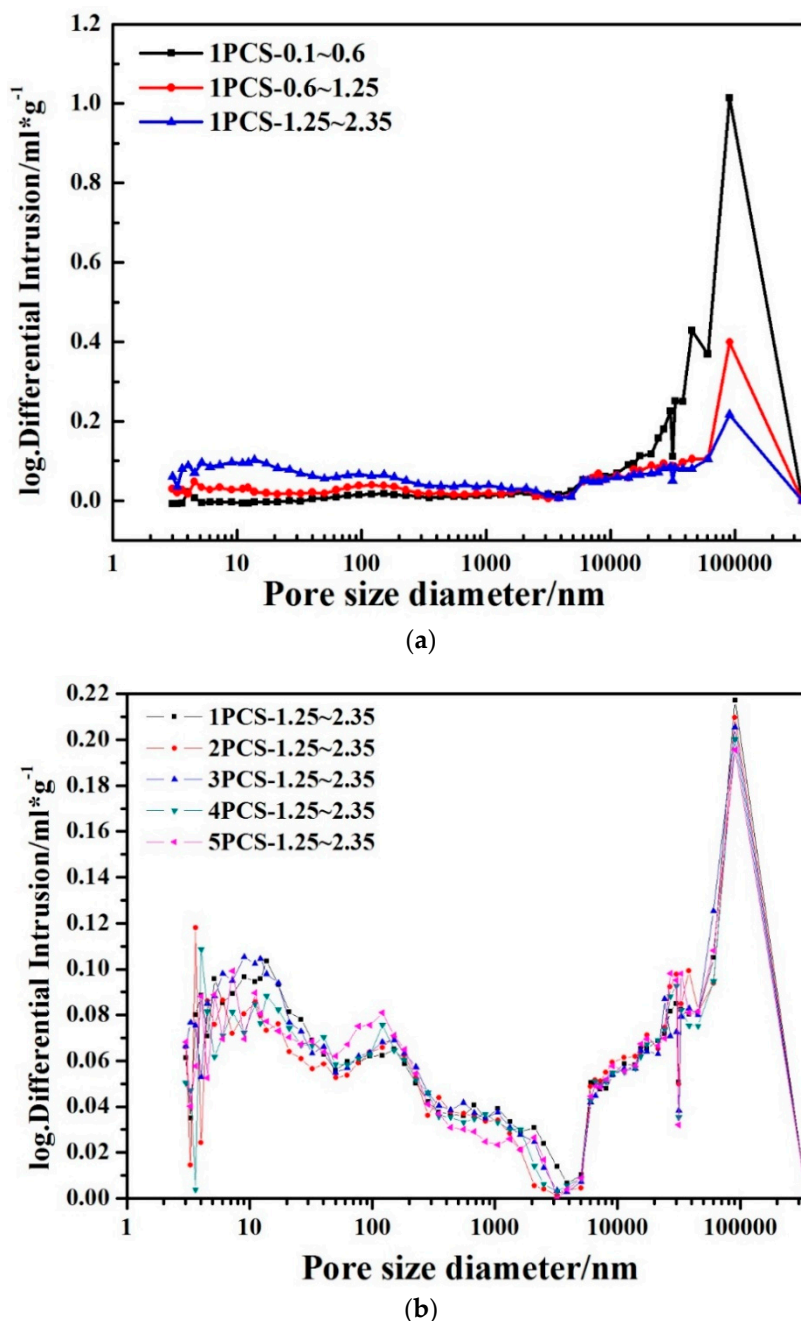 1.2
1.0
0.8
0.6
0.4
0.2
0.0
log.Differential Intrusion/ml*g-1
1PCS-0.1~0.6
1PCS-0.6~1.25
1PCS-1.25~2.35
1 10 100 1000 10000 100000
Pore size diameter/nm
(a)
0.22
0.20
0.18
0.16
0.14
0.12
0.10
0.08
0.06
0.04
0.02
0.00
log.Differential Intrusion/ml*g-1
1PCS-1.25~2.35
2PCS-1.25~2.35
3PCS-1.25~2.35
4PCS-1.25~2.35
5PCS-1.25~2.35
1 10 100 1000 10000 100000
Pore size diameter/nm
(b)